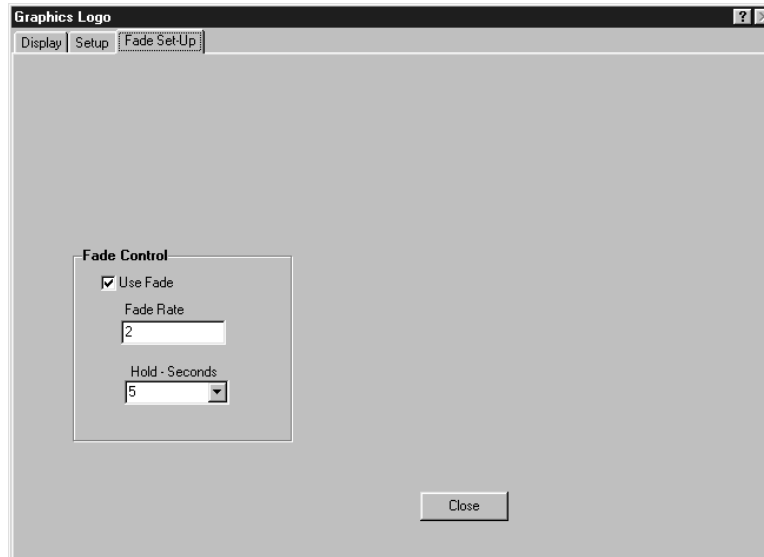 Graphics Logo
Display Setup Fade Set-Up
Fade Control
Use Fade
Fade Rate
2
Hold - Seconds
5
Close